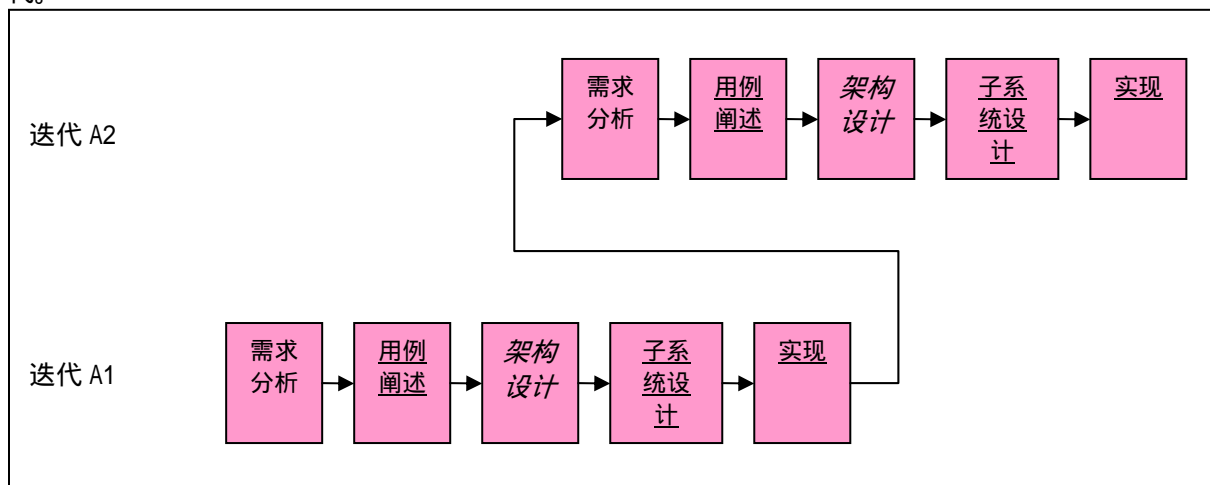 迭代 A2
需求
分析
用例
阐述
架构
设计
子系
统设
计
实现
迭代 A1
需求
分析
用例
阐述
架构
设计
子系
统设
计
实现